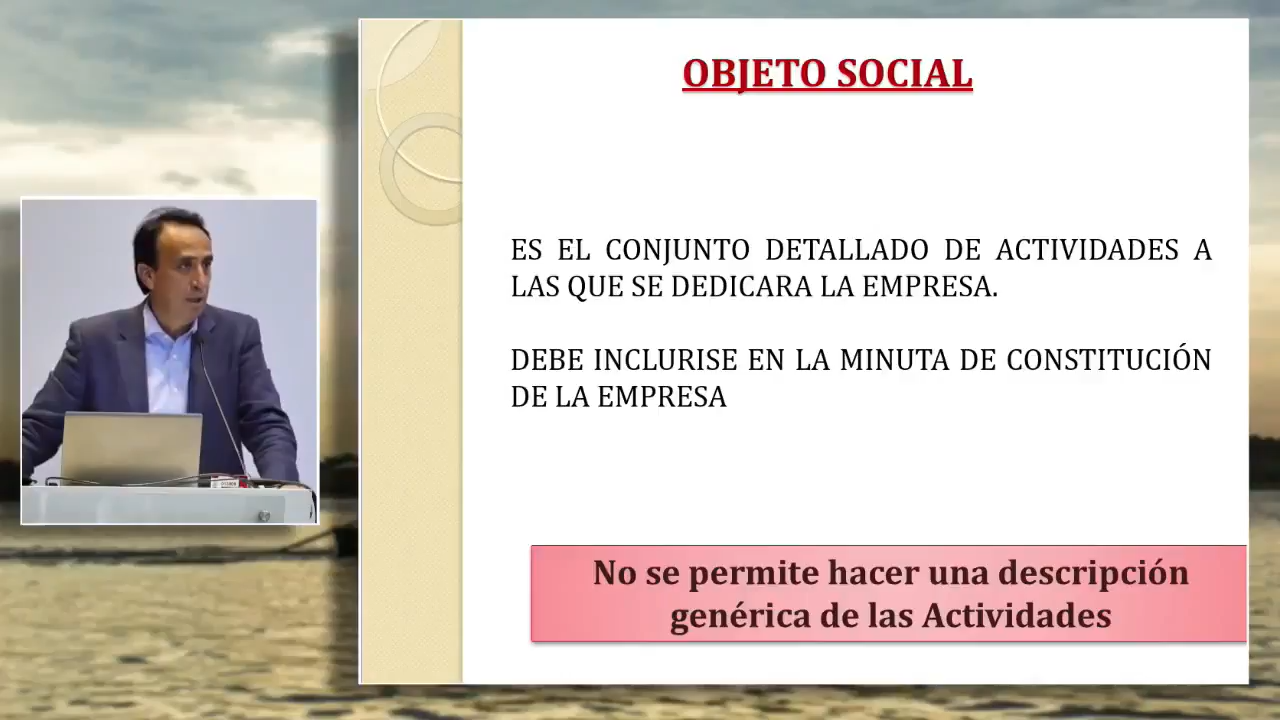 OBJETO SOCIAL
ES EL CONJUNTO DETALLADO DE ACTIVIDADES A
LAS QUE SE DEDICARA LA EMPRESA.
DEBE INCLURISE EN LA MINUTA DE CONSTITUCIÓN
DE LA EMPRESA
No se permite hacer una descripción
genérica de las Actividades